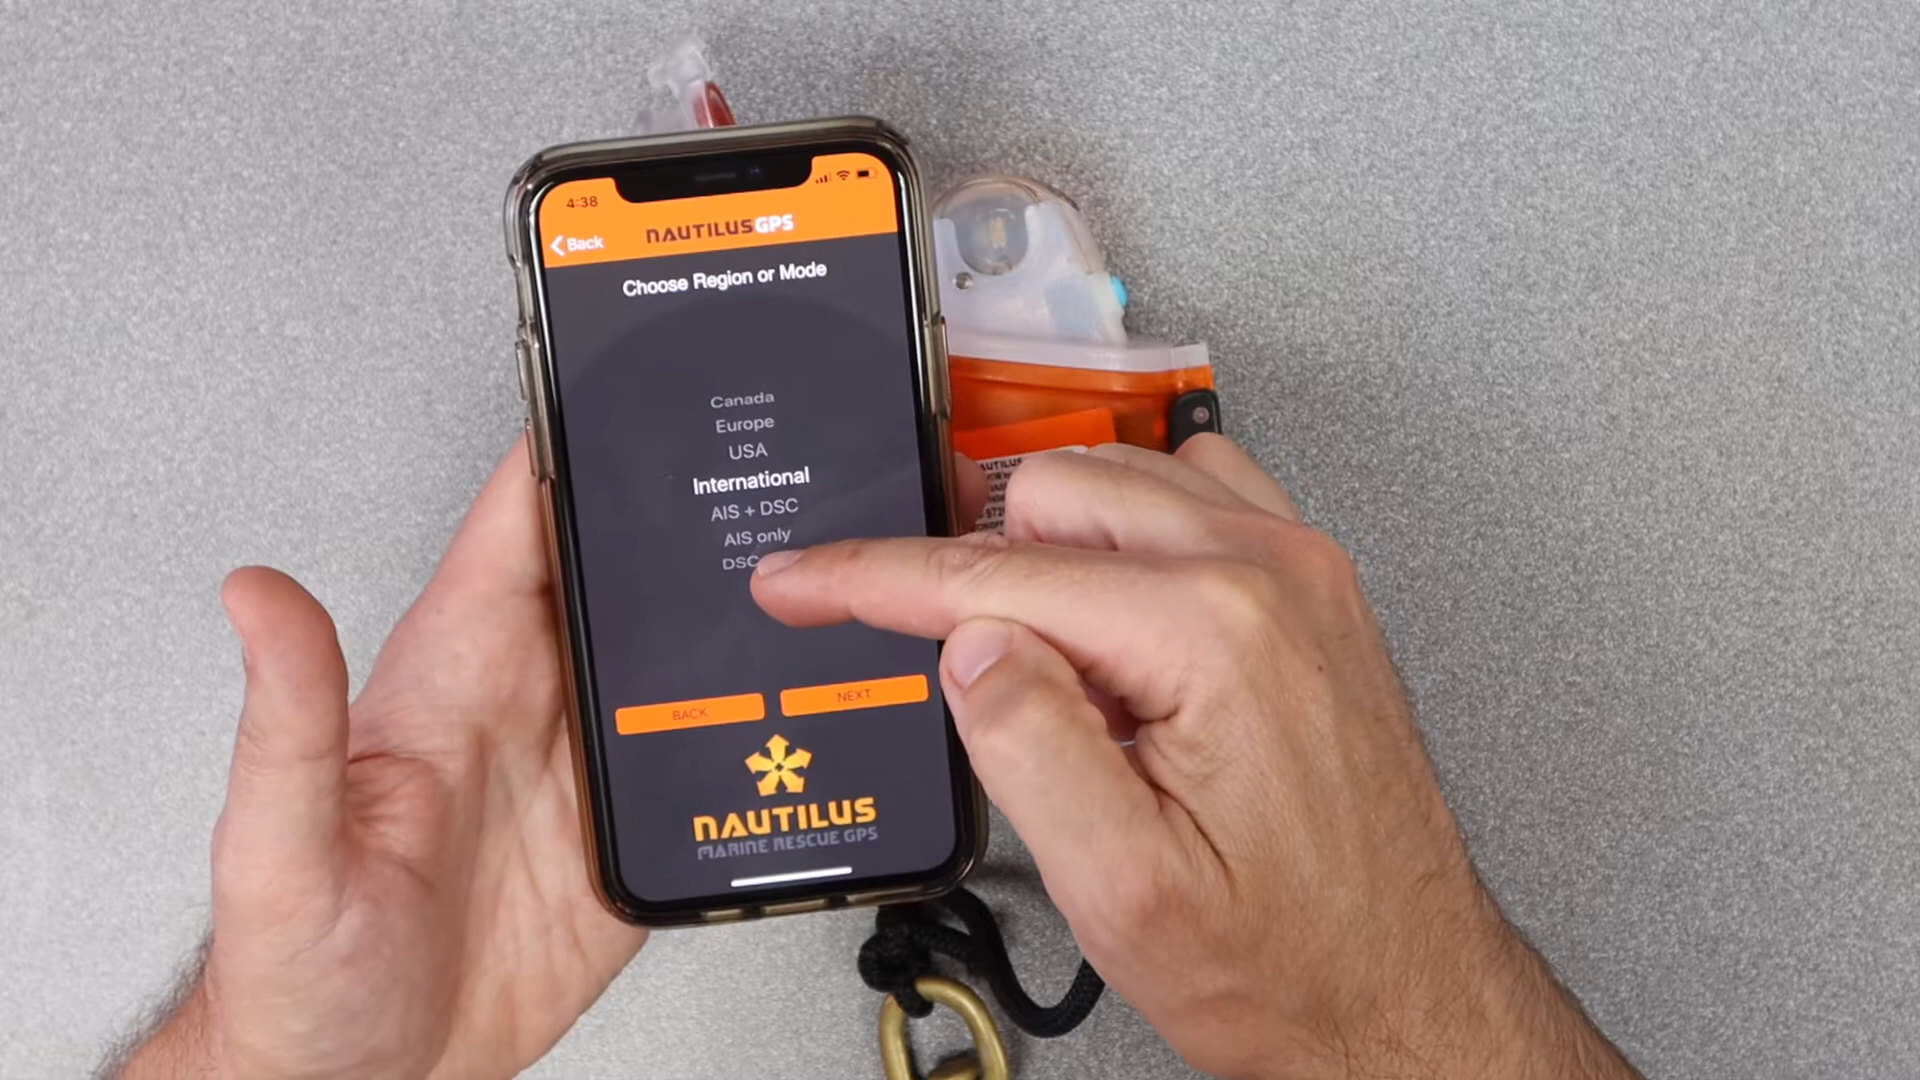 4:38
Back
NAUTILUS GPS
Choose Region or Mode
Canada
Europe
USA
International
AIS + DSC
AIS only
DSC
BACK
NEXT
NAUTILUS
MARINE RESCUE GPS